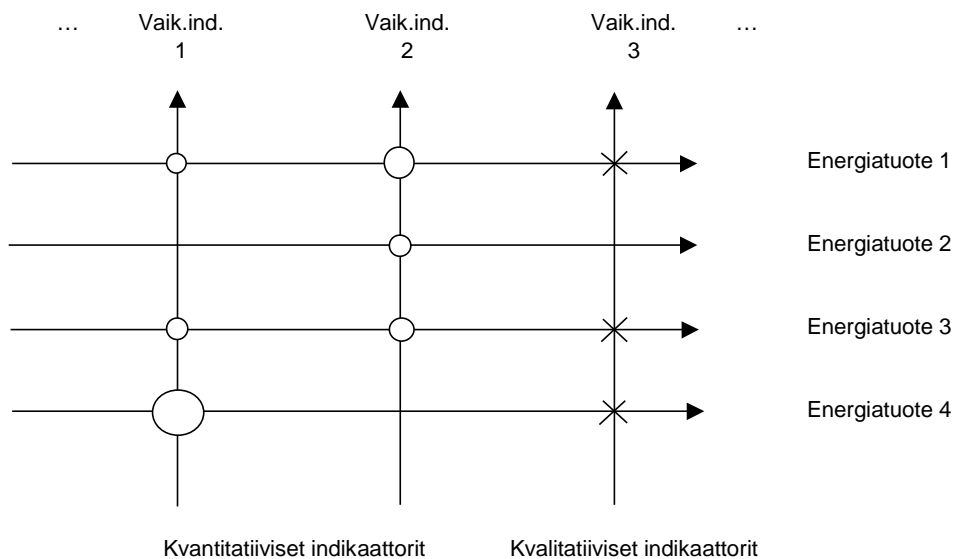 … Vaik.ind. Vaik.ind. Vaik.ind. …
1 2 3
Energiatuote 1
Energiatuote 2
Energiatuote 3
Energiatuote 4
Kvantitatiiviset indikaattorit Kvalitatiiviset indikaattorit